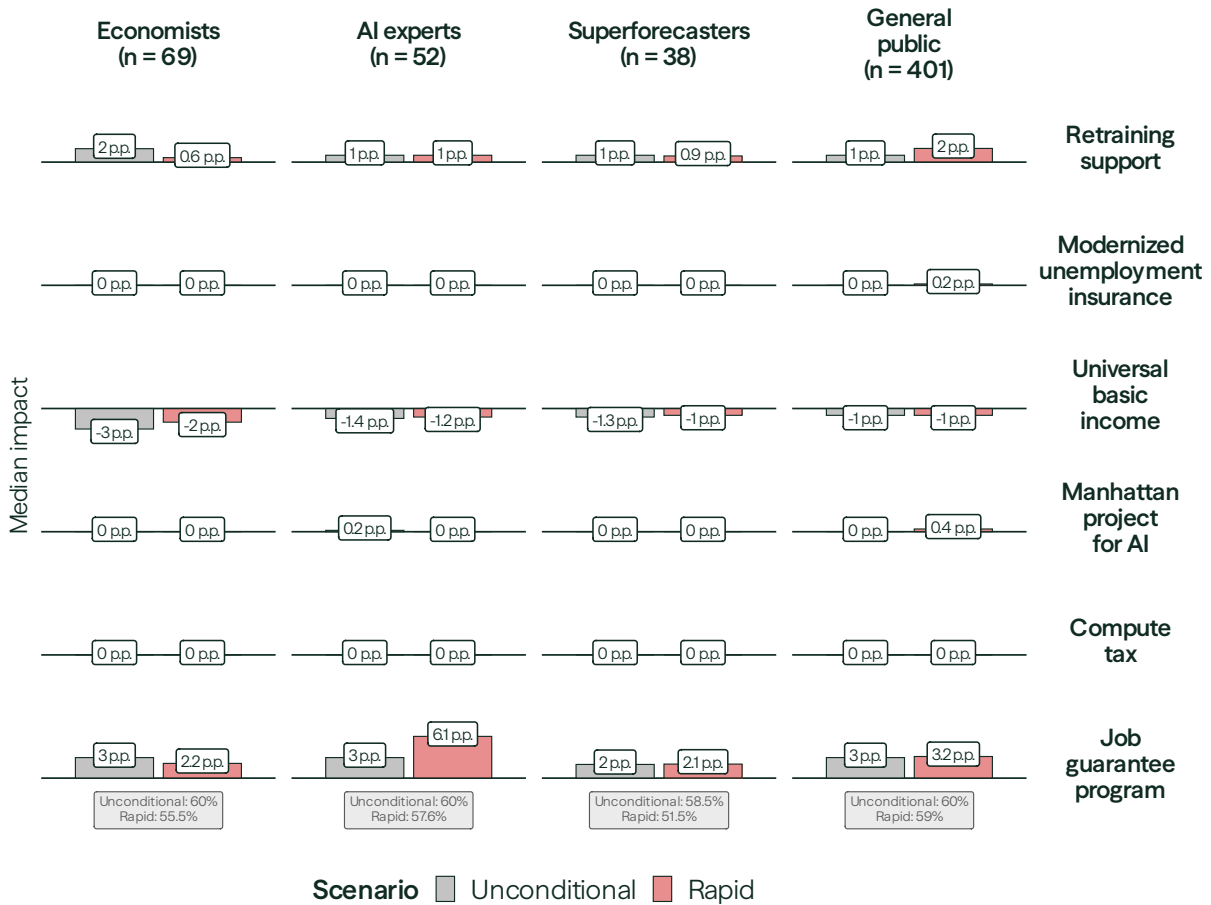 Economists
(n = 69)
AI experts
(n = 52)
Superforecasters
(n = 38)
General
public
(n = 401)
Median impact
2 p.p.
0.6 p.p.
1 p.p.
1 p.p.
1 p.p.
0.9 p.p.
1 p.p.
2 p.p.
Retraining
support
0 p.p.
0 p.p.
0 p.p.
0 p.p.
0 p.p.
0 p.p.
0 p.p.
0.2 p.p.
Modernized
unemployment
insurance
-3 p.p.
-2 p.p.
-1.4 p.p.
-1.2 p.p.
-1.3 p.p.
-1 p.p.
-1 p.p.
-1 p.p.
Universal
basic
income
0 p.p.
0 p.p.
0.2 p.p.
0 p.p.
0 p.p.
0 p.p.
0 p.p.
0.4 p.p.
Manhattan
project
for AI
0 p.p.
0 p.p.
0 p.p.
0 p.p.
0 p.p.
0 p.p.
0 p.p.
0 p.p.
Compute
tax
3 p.p.
2.2 p.p.
3 p.p.
6.1 p.p.
2 p.p.
2.1 p.p.
3 p.p.
3.2 p.p.
Job
guarantee
program
Unconditional: 60%
Rapid: 55.5%
Unconditional: 60%
Rapid: 57.6%
Unconditional: 58.5%
Rapid: 51.5%
Unconditional: 60%
Rapid: 59%
Scenario Unconditional Rapid